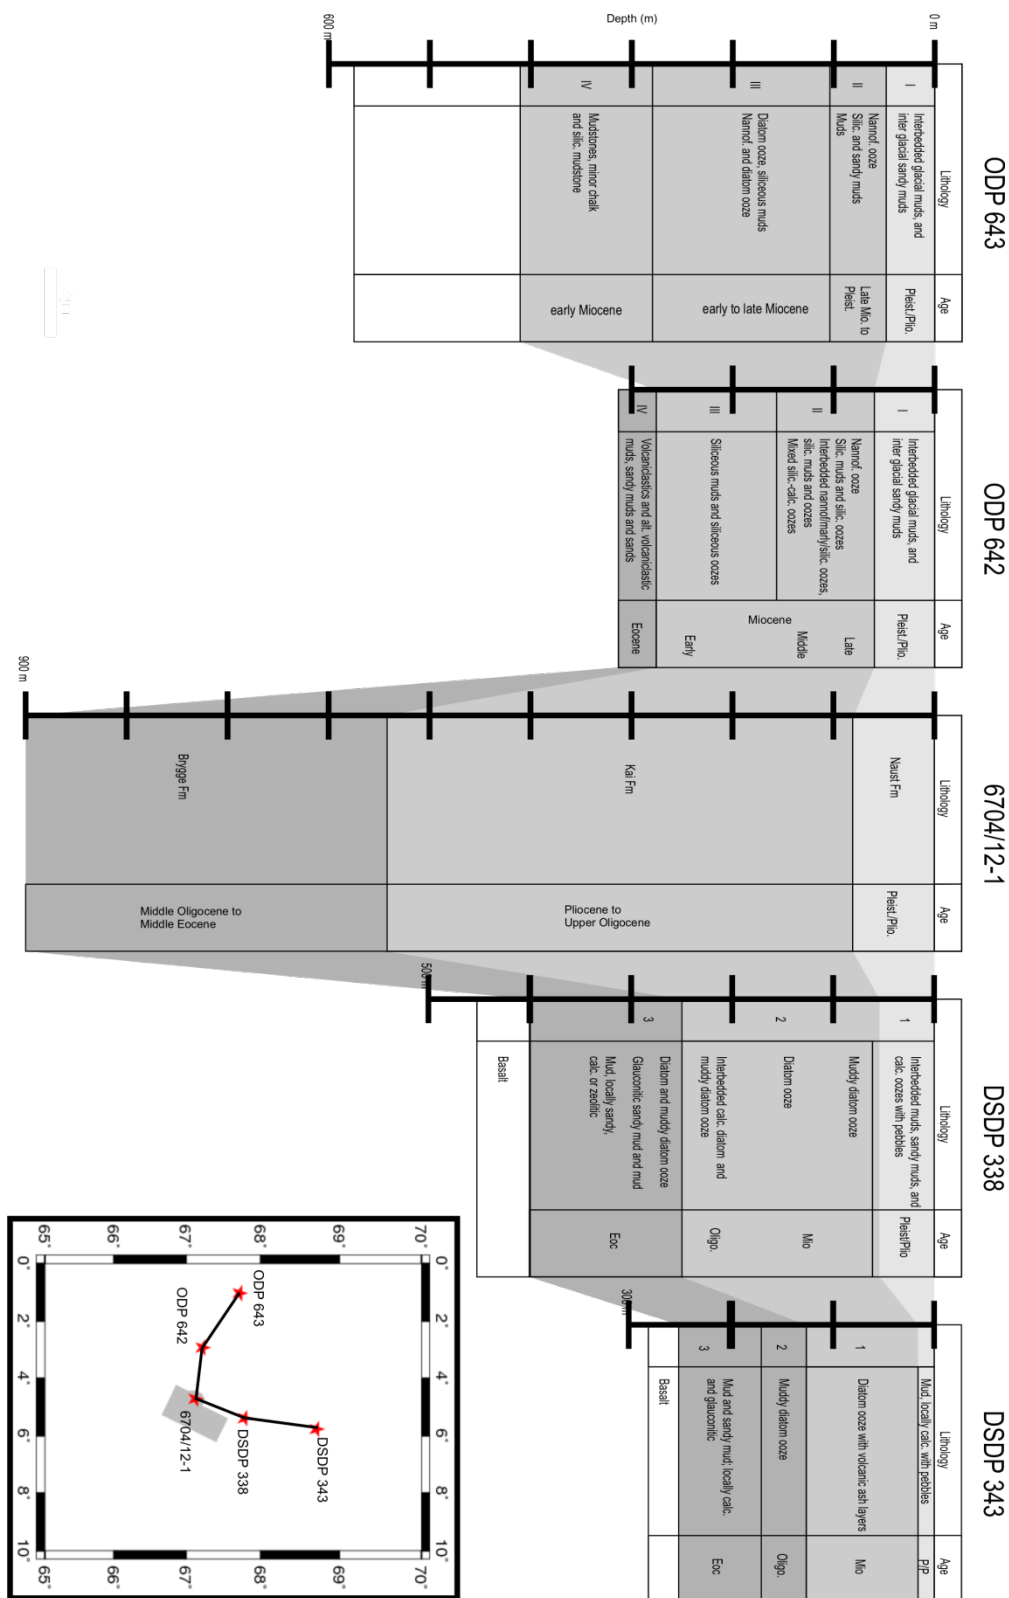 ODP 643
Lithology
Age
I
Interbedded glacial muds, and
inter glacial sandy muds
Pleist./Plio.
II
Nannof. ooze
Silic. and sandy muds
Muds
Late Mio. to
Pleist.
III
Diatom ooze, siliceous muds
Nannof. and diatom ooze
early to late Miocene
IV
Mudstones, minor chalk
and silic. mudstone
early Miocene
0 m
Depth (m)
600 m
ODP 642
Lithology
Age
I
Interbedded glacial muds, and
inter glacial sandy muds
Pleist./Plio.
II
Nannof. ooze
Silic. muds and silic. oozes
Interbedded nannof/marly/silic. oozes,
silic. muds and oozes
Mixed silic.-calc. oozes
Late
Middle
Miocene
III
Siliceous muds and siliceous oozes
Early
IV
Volcaniclastics and alt. volcaniclastic
muds, sandy muds and sands
Eocene
6704/12-1
Lithology
Age
Naust Fm
Pleist./Plio.
Kai Fm
Pliocene to
Upper Oligocene
Brygge Fm
Middle Oligocene to
Middle Eocene
900 m
DSDP 338
Lithology
Age
1
Interbedded muds, sandy muds, and
calc. oozes with pebbles
Pleist/Plio
2
Muddy diatom ooze
Diatom ooze
Mio
Interbedded calc. diatom and
muddy diatom ooze
Oligo.
3
Diatom and muddy diatom ooze
Glauconitic sandy mud and mud
Mud, locally sandy,
calc. or zeolitic
Eoc
Basalt
500 m
DSDP 343
Lithology
Age
Mud, locally calc. with pebbles
P/P
1
Diatom ooze with volcanic ash layers
Mio
2
Muddy diatom ooze
Oligo.
3
Mud and sandy mud; locally calc.
and glauconitic
Eoc
Basalt
300 m
0° 2° 4° 6° 8° 10°
70° 70°
69° 69°
68° 68°
67° 67°
66° 66°
65° 65°
ODP 643
ODP 642
6704/12-1
DSDP 338
DSDP 343